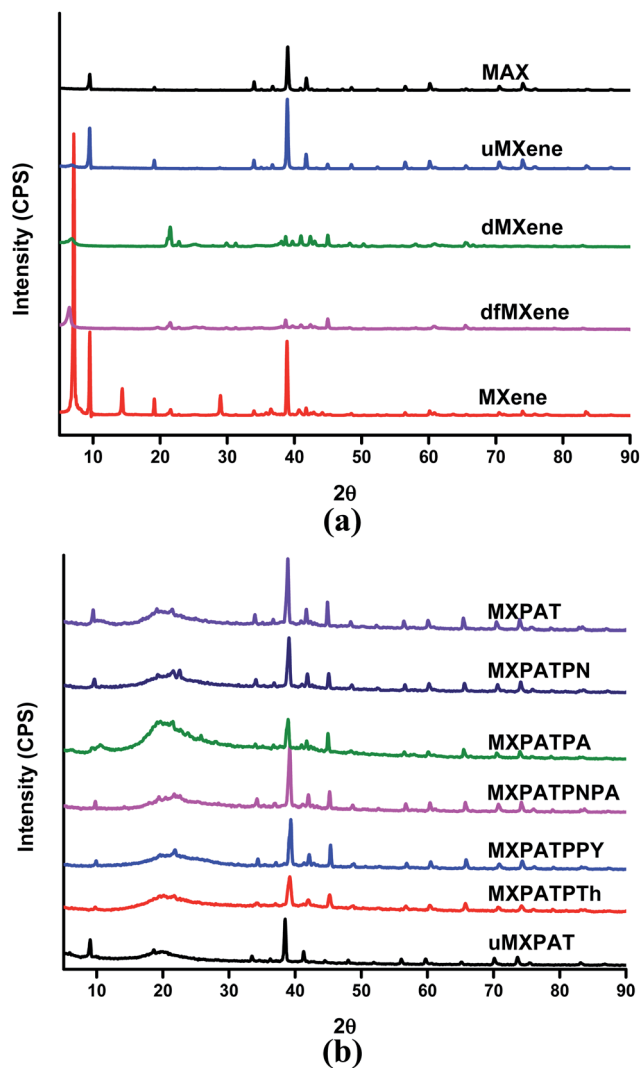 MAX
uMXene
dMXene
dfMXene
MXene
Intensity (CPS)
10 20 30 40 50 60 70 80 90
2θ
(a)
MXPAT
MXPATPN
MXPATPA
MXPATPNPA
MXPATPPY
MXPATPTh
uMXPAT
Intensity (CPS)
10 20 30 40 50 60 70 80 90
2θ
(b)